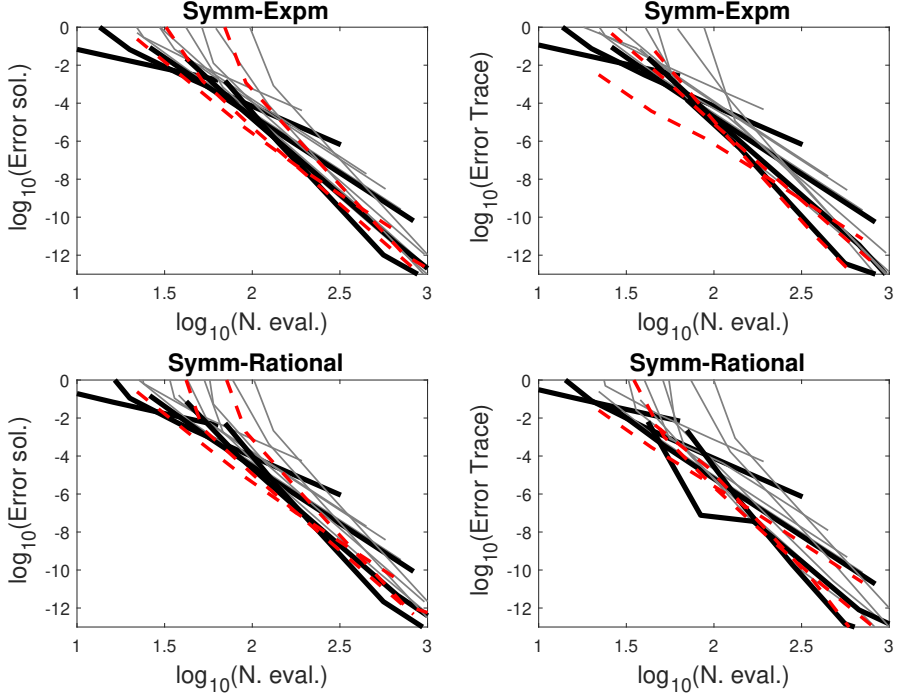 Symm-Expm
0
-2
-4
-6
-8
-10
-12
log10(Error sol.)
1 1.5 2 2.5 3
log10(N. eval.)
Symm-Expm
0
-2
-4
-6
-8
-10
-12
log10(Error Trace)
1 1.5 2 2.5 3
log10(N. eval.)
Symm-Rational
0
-2
-4
-6
-8
-10
-12
log10(Error sol.)
1 1.5 2 2.5 3
log10(N. eval.)
Symm-Rational
0
-2
-4
-6
-8
-10
-12
log10(Error Trace)
1 1.5 2 2.5 3
log10(N. eval.)